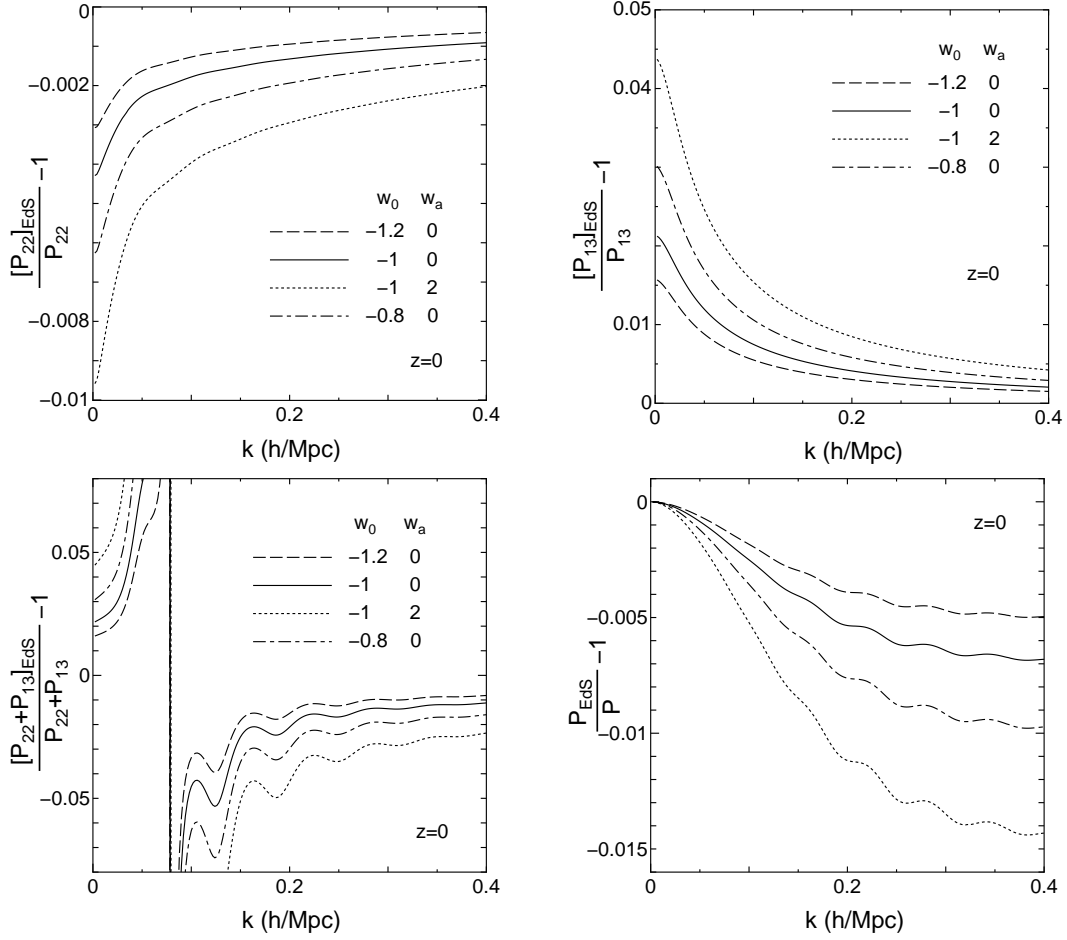 0
−0.002
−0.008
−0.01
[P22]EdS
P22
−1
w0 wa
−1.2 0
−1 0
−1 2
−0.8 0
z=0
0 0.2 0.4
k (h/Mpc)
0.05
0.04
0.01
0
[P13]EdS
P13
−1
w0 wa
−1.2 0
−1 0
−1 2
−0.8 0
z=0
0 0.2 0.4
k (h/Mpc)
0.05
0
−0.05
[P22+P13]EdS
P22+P13
−1
w0 wa
−1.2 0
−1 0
−1 2
−0.8 0
z=0
0 0.2 0.4
k (h/Mpc)
0
−0.005
−0.01
−0.015
PEdS
P
−1
z=0
0 0.2 0.4
k (h/Mpc)